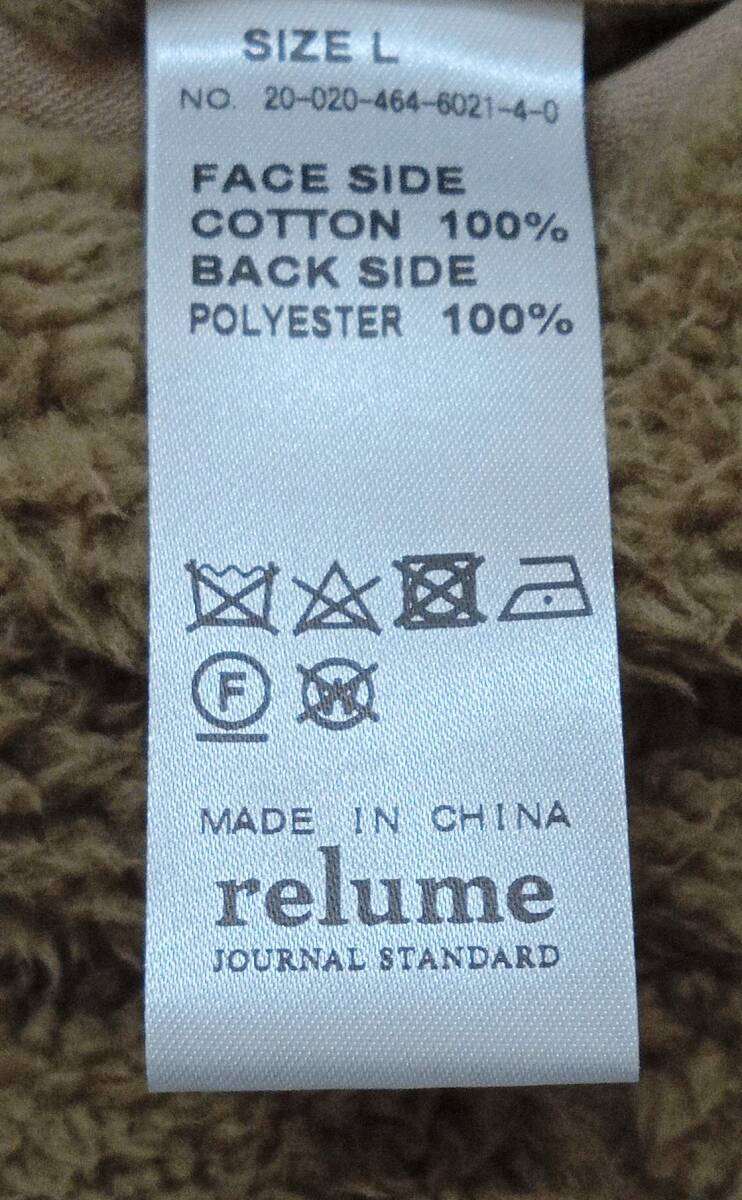 SIZE L
NO. 20-020-464-6021-4-0
FACE SIDE
COTTON 100%
BACK SIDE
POLYESTER 100%
F W
MADE IN CHINA
relume
JOURNAL STANDARD